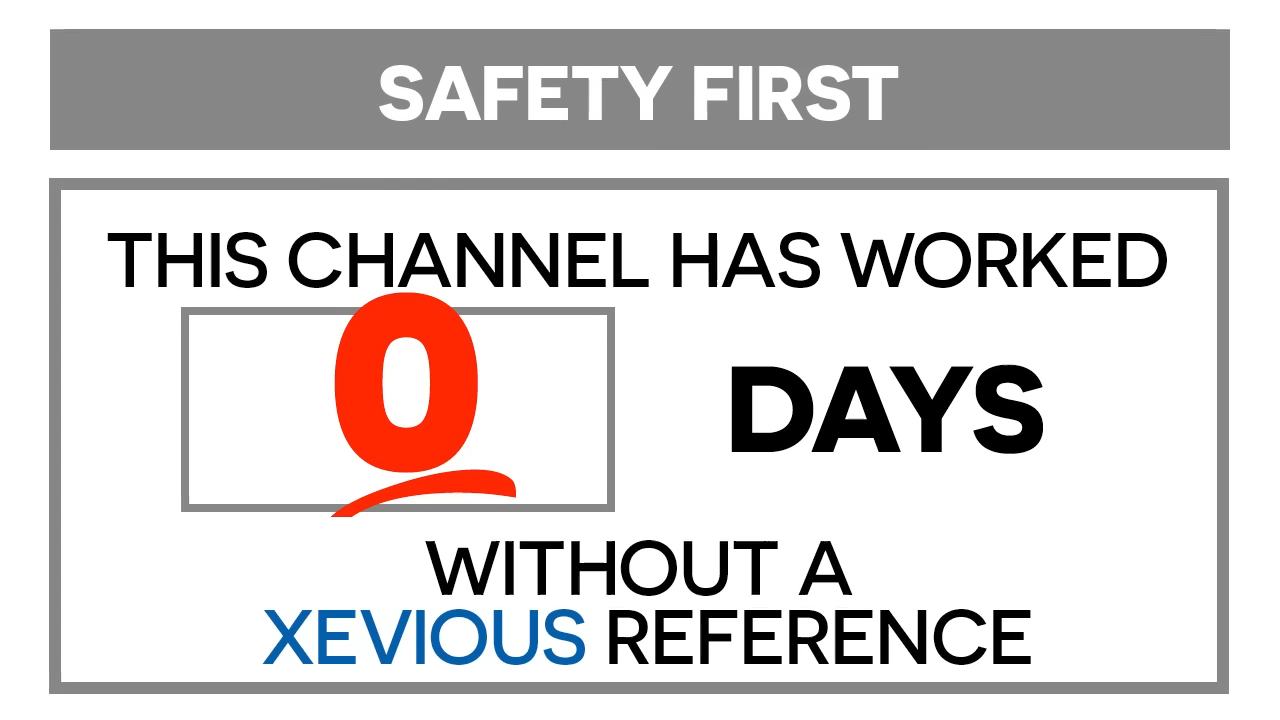 SAFETY FIRST
THIS CHANNEL HAS WORKED
0 DAYS
WITHOUT A
XEVIOUS REFERENCE